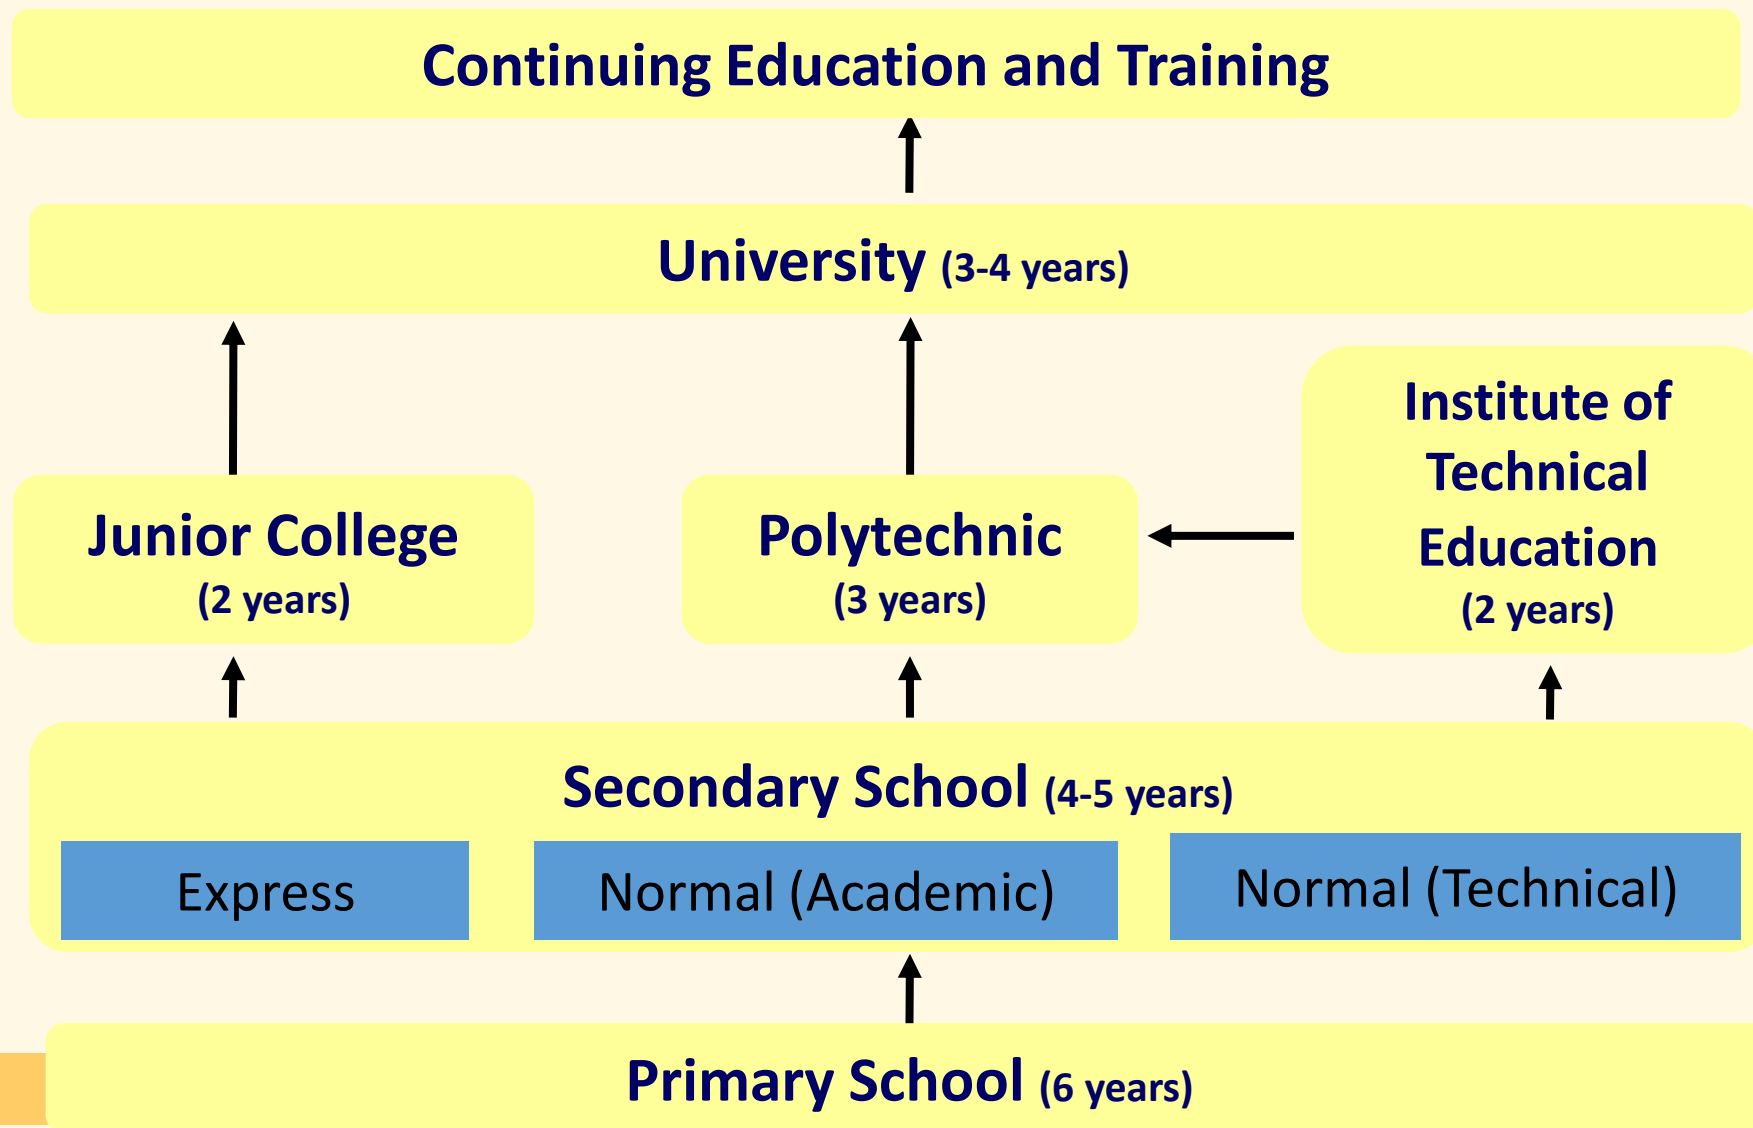 Continuing Education and Training
University (3-4 years)
Institute of
Technical
Education
(2 years)
Junior College
(2 years)
Polytechnic
(3 years)
Secondary School (4-5 years)
Express
Normal (Academic)
Normal (Technical)
Primary School (6 years)